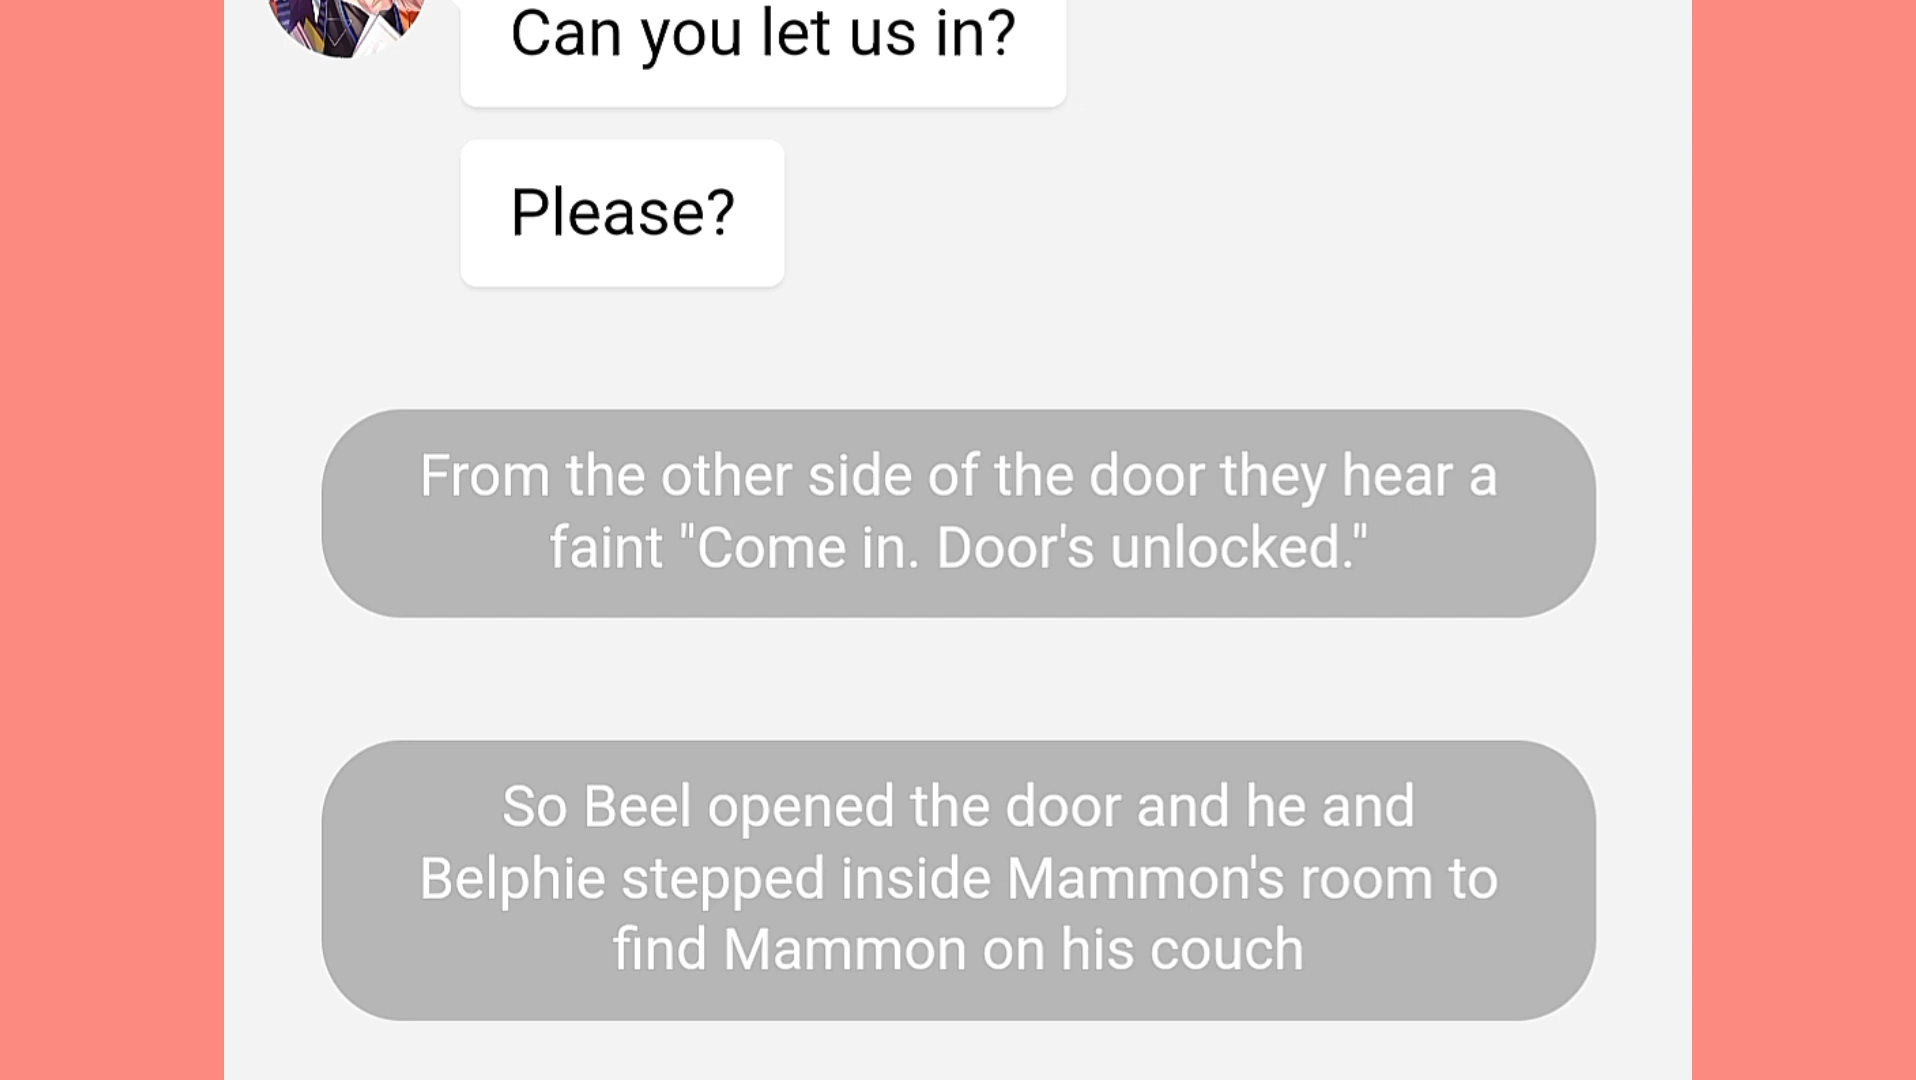 Can you let us in?
Please?
From the other side of the door they hear a
faint "Come in. Door's unlocked."
So Beel opened the door and he and
Belphie stepped inside Mammon's room to
find Mammon on his couch